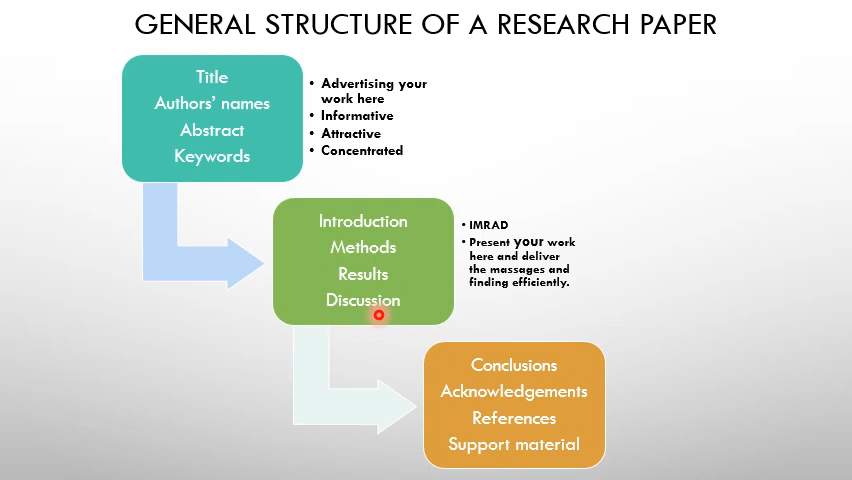 GENERAL STRUCTURE OF A RESEARCH PAPER
Title
Authors' names
Abstract
Keywords
• Advertising your
work here
• Informative
• Attractive
• Concentrated
Introduction
Methods
Results
Discussion
• IMRAD
• Present your work
here and deliver
the massages and
finding efficiently.
Conclusions
Acknowledgements
References
Support material